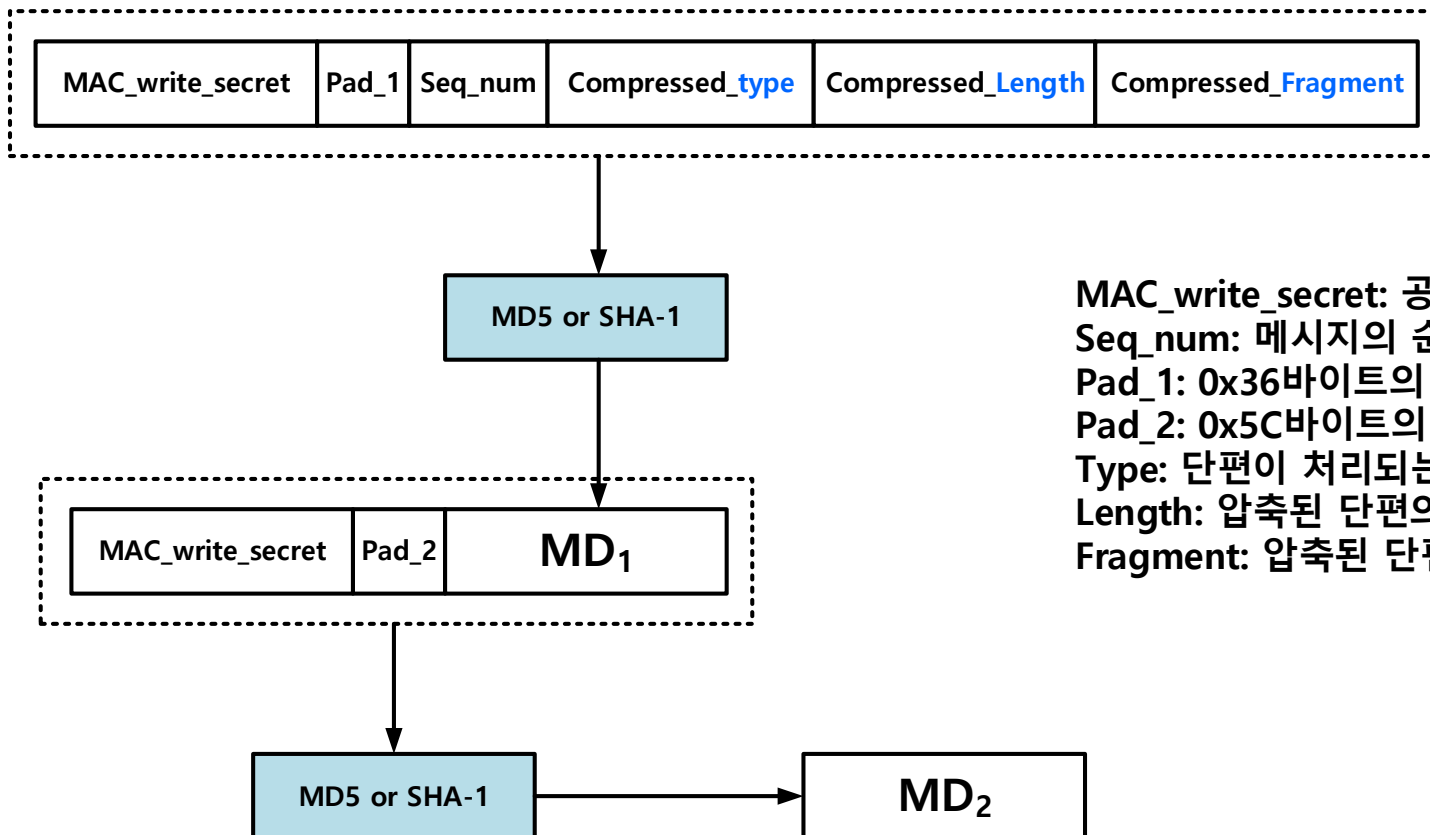 MAC_write_secret Pad_1 Seq_num Compressed_type Compressed_Length Compressed_Fragment
MD5 or SHA-1
MAC_write_secret:
Seq_num: 메시지의
Pad_1: 0x36바이트의
Pad_2: 0x5C바이트의
Type: 단편이 처리되는
Length: 압축된 단편의
Fragment: 압축된
MAC_write_secret Pad_2 MD₁
MD5 or SHA-1 MD₂